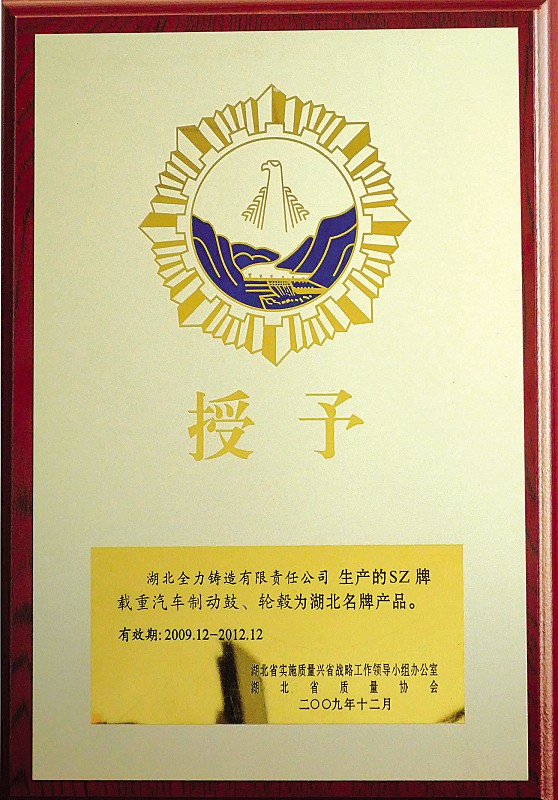 授予
湖北全力铸造有限责任公司 生产的SZ 牌
载重汽车制动鼓、轮毂为湖北名牌产品。
有效期:2009.12-2012.12
湖北省实施质量兴省战略工作领导小组办公室
湖北省质量协会
二〇〇九年十二月